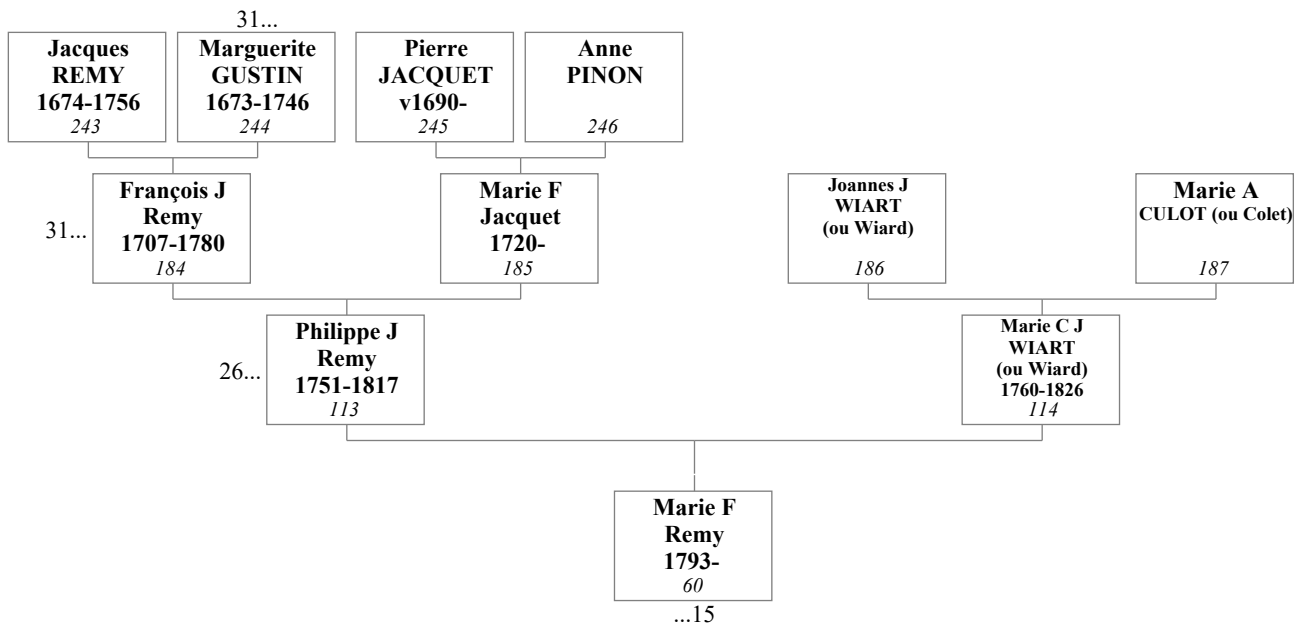 31...
Jacques
REMY
1674-1756
243
Marguerite
GUSTIN
1673-1746
244
Pierre
JACQUET
v1690-
245
Anne
PINON
246
31...
François J
Remy
1707-1780
184
Marie F
Jacquet
1720-
185
Joannes J
WIART
(ou Wiard)
186
Marie A
CULOT (ou Colet)
187
26...
Philippe J
Remy
1751-1817
113
Marie C J
WIART
(ou Wiard)
1760-1826
114
Marie F
Remy
1793-
60
...15